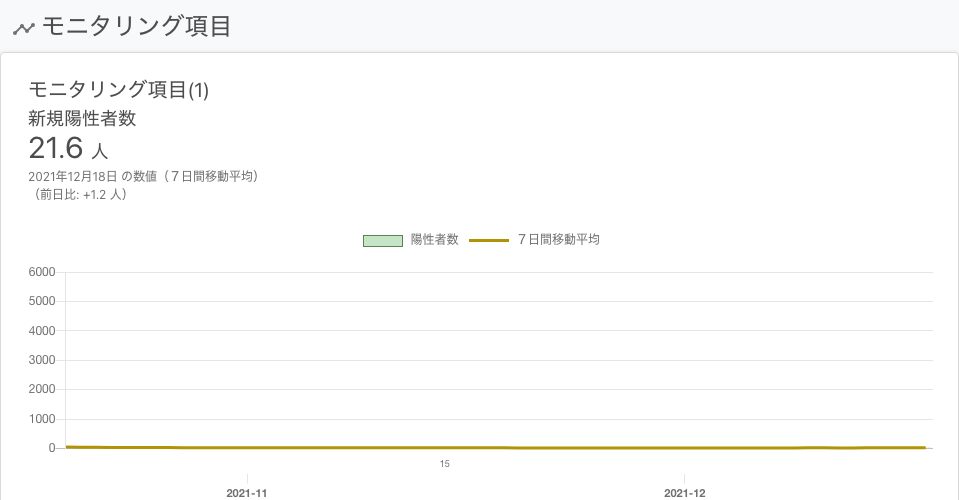 モニタリング項目
モニタリング項目(1)
新規陽性者数
21.6 人
2021年12月18日 の数値（７日間移動平均）
（前日比: +1.2 人）
陽性者数 ７日間移動平均
6000
5000
4000
3000
2000
1000
0
15
2021-11 2021-12